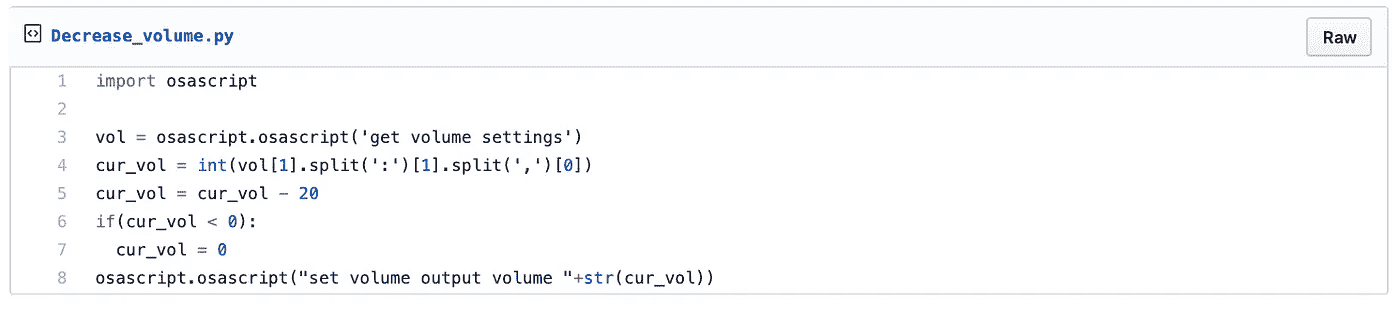 Decrease_volume.py
Raw
1 import osascript
2
3 vol = osascript.osascript('get volume settings')
4 cur_vol = int(vol[1].split(':')[1].split(',')[0])
5 cur_vol = cur_vol - 20
6 if(cur_vol < 0):
7   cur_vol = 0
8 osascript.osascript("set volume output volume "+str(cur_vol))